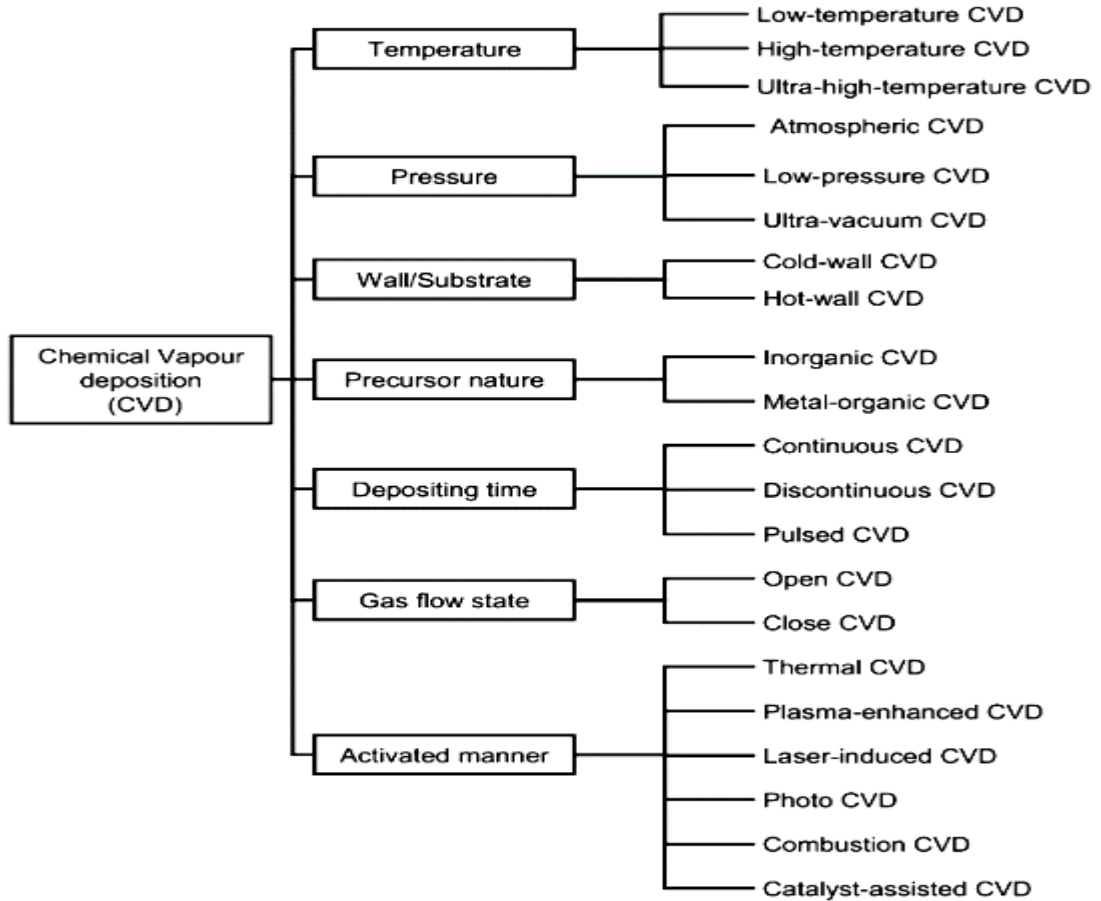 Chemical Vapour
deposition
(CVD)
Temperature
Low-temperature CVD
High-temperature CVD
Ultra-high-temperature CVD
Pressure
Atmospheric CVD
Low-pressure CVD
Ultra-vacuum CVD
Wall/Substrate
Cold-wall CVD
Hot-wall CVD
Precursor nature
Inorganic CVD
Metal-organic CVD
Depositing time
Continuous CVD
Discontinuous CVD
Pulsed CVD
Gas flow state
Open CVD
Close CVD
Activated manner
Thermal CVD
Plasma-enhanced CVD
Laser-induced CVD
Photo CVD
Combustion CVD
Catalyst-assisted CVD